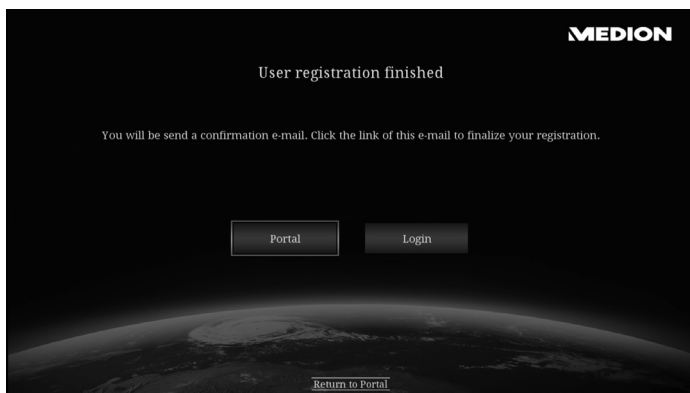 MEDION
User registration finished
You will be send a confirmation e-mail. Click the link of this e-mail to finalize your registration.
Portal
Login
Return to Portal